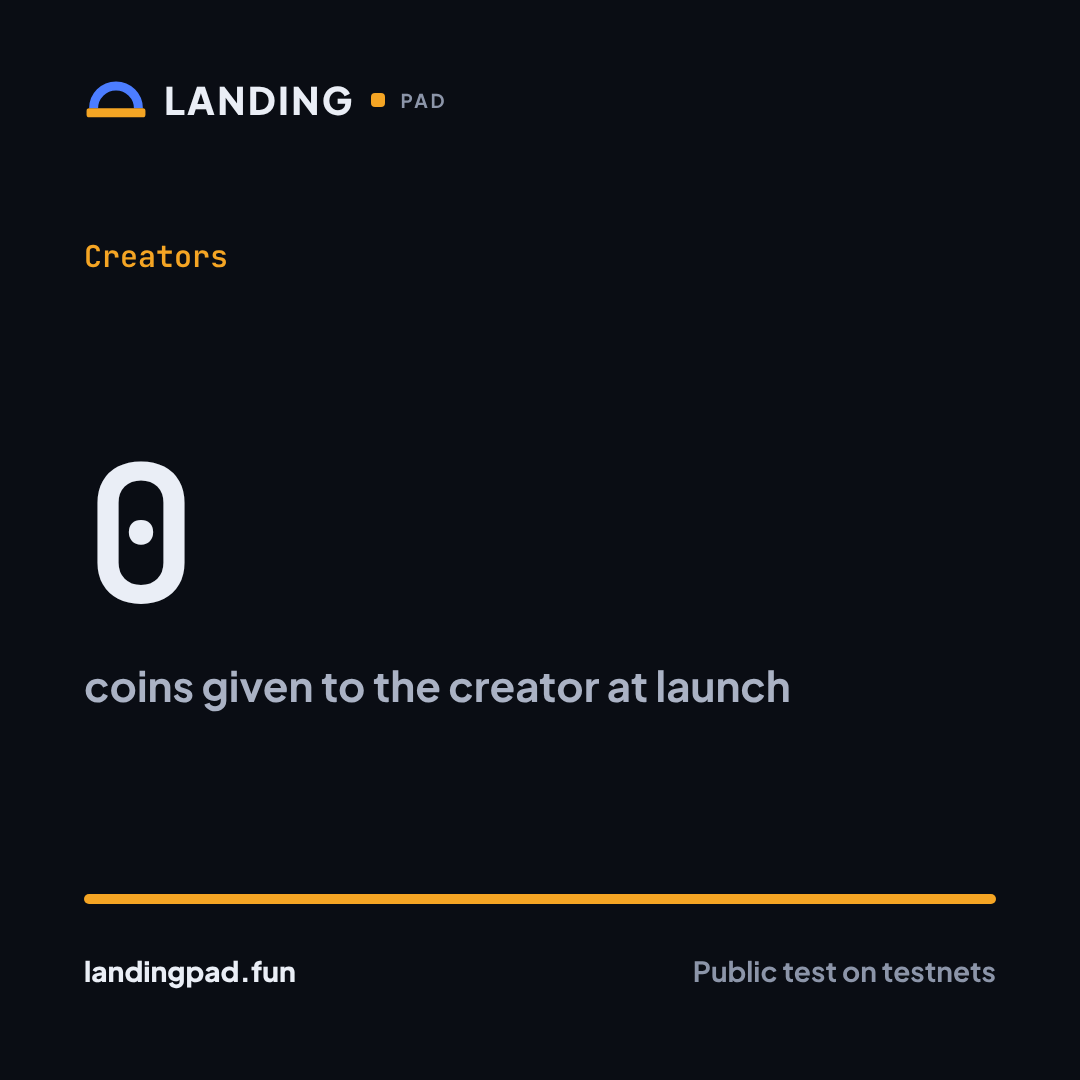 LANDING PAD
Creators
0
coins given to the creator at launch
landingpad.fun
Public test on testnets